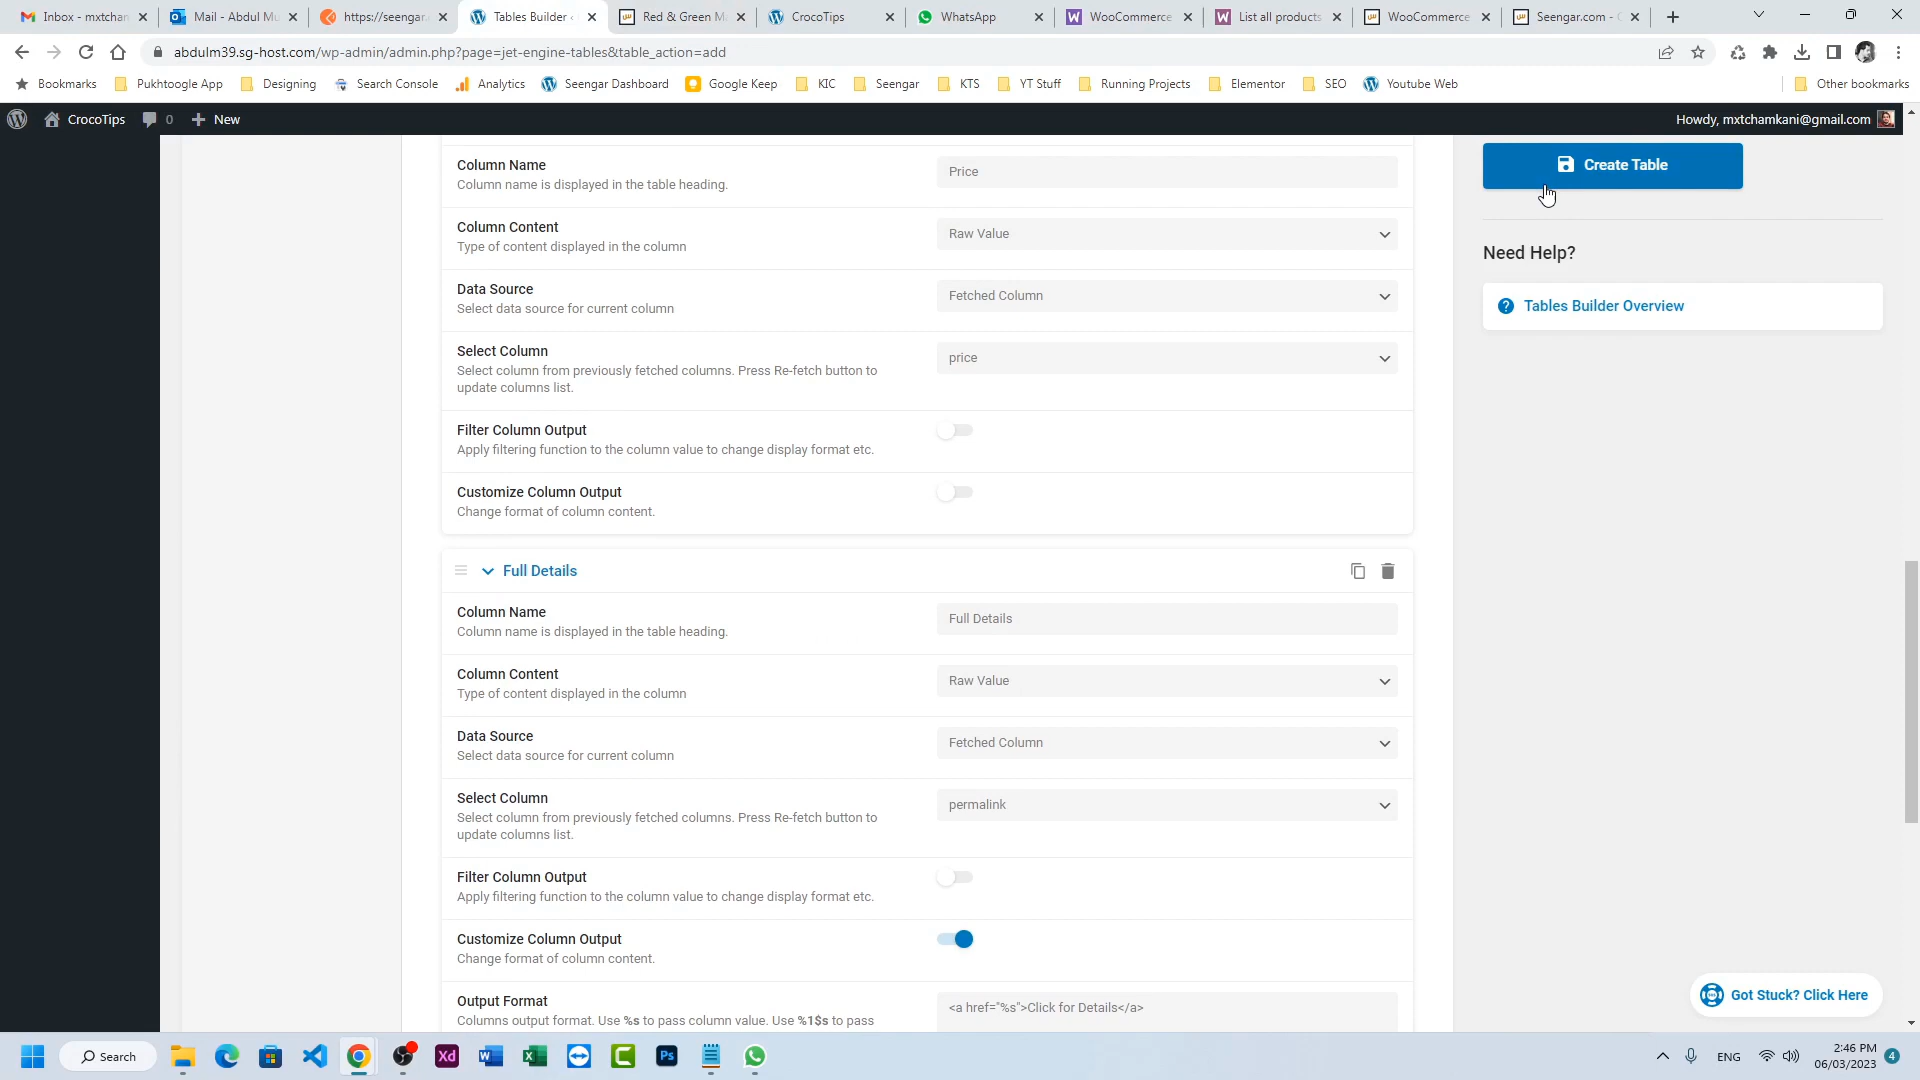 Inbox - mxtchan
Mail - Abdul Mu
https://seengar.
Tables Builder ‹
Red & Green M
CrocoTips
WhatsApp
WooCommerce
List all products
WooCommerce
Seengar.com -
abdulm39.sg-host.com/wp-admin/admin.php?page=jet-engine-tables&table_action=add
Bookmarks
Pukhtoogle App
Designing
Search Console
Analytics
Seengar Dashboard
Google Keep
KIC
Seengar
KTS
YT Stuff
Running Projects
Elementor
SEO
Youtube Web
Other bookmarks
CrocoTips
0
New
Howdy, mxtchamkani@gmail.com
Column Name
Column name is displayed in the table heading.
Price
Create Table
Column Content
Type of content displayed in the column
Raw Value
Need Help?
Data Source
Select data source for current column
Fetched Column
Tables Builder Overview
Select Column
Select column from previously fetched columns. Press Re-fetch button to
update columns list.
price
Filter Column Output
Apply filtering function to the column value to change display format etc.
Customize Column Output
Change format of column content.
Full Details
Column Name
Column name is displayed in the table heading.
Full Details
Column Content
Type of content displayed in the column
Raw Value
Data Source
Select data source for current column
Fetched Column
Select Column
Select column from previously fetched columns. Press Re-fetch button to
update columns list.
permalink
Filter Column Output
Apply filtering function to the column value to change display format etc.
Customize Column Output
Change format of column content.
Output Format
Columns output format. Use %s to pass column value. Use %1$s to pass
<a href="%s">Click for Details</a>
Got Stuck? Click Here
Search
Xd
Ps
ENG
2:46 PM
06/03/2023
4